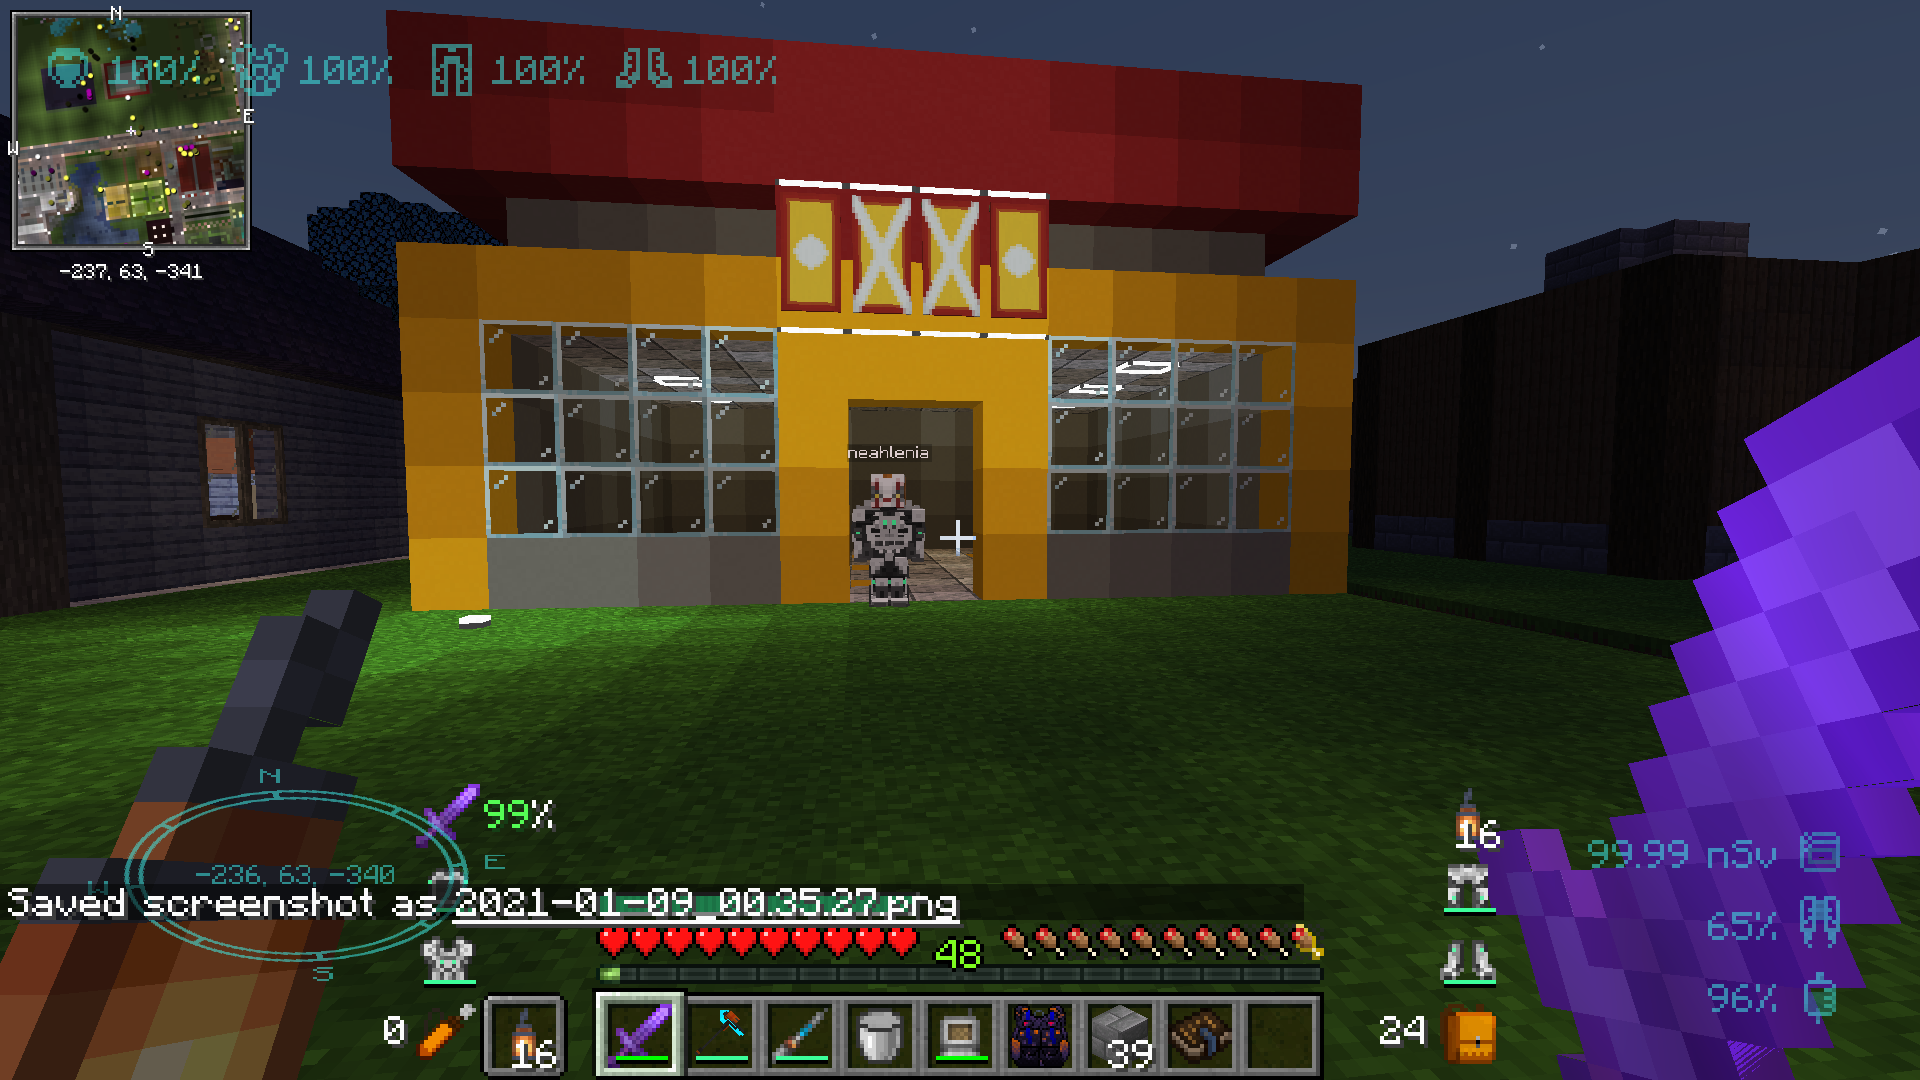 N
100% 100% 100% 100%
E
W
S
-237, 63, -341
neahlenia
N
99%
16
E
99.99 nSv
-236, 63, -340
W
Saved screenshot as 2021-01-09_00.35.27.png
65%
48
S
96%
0
16
39
24